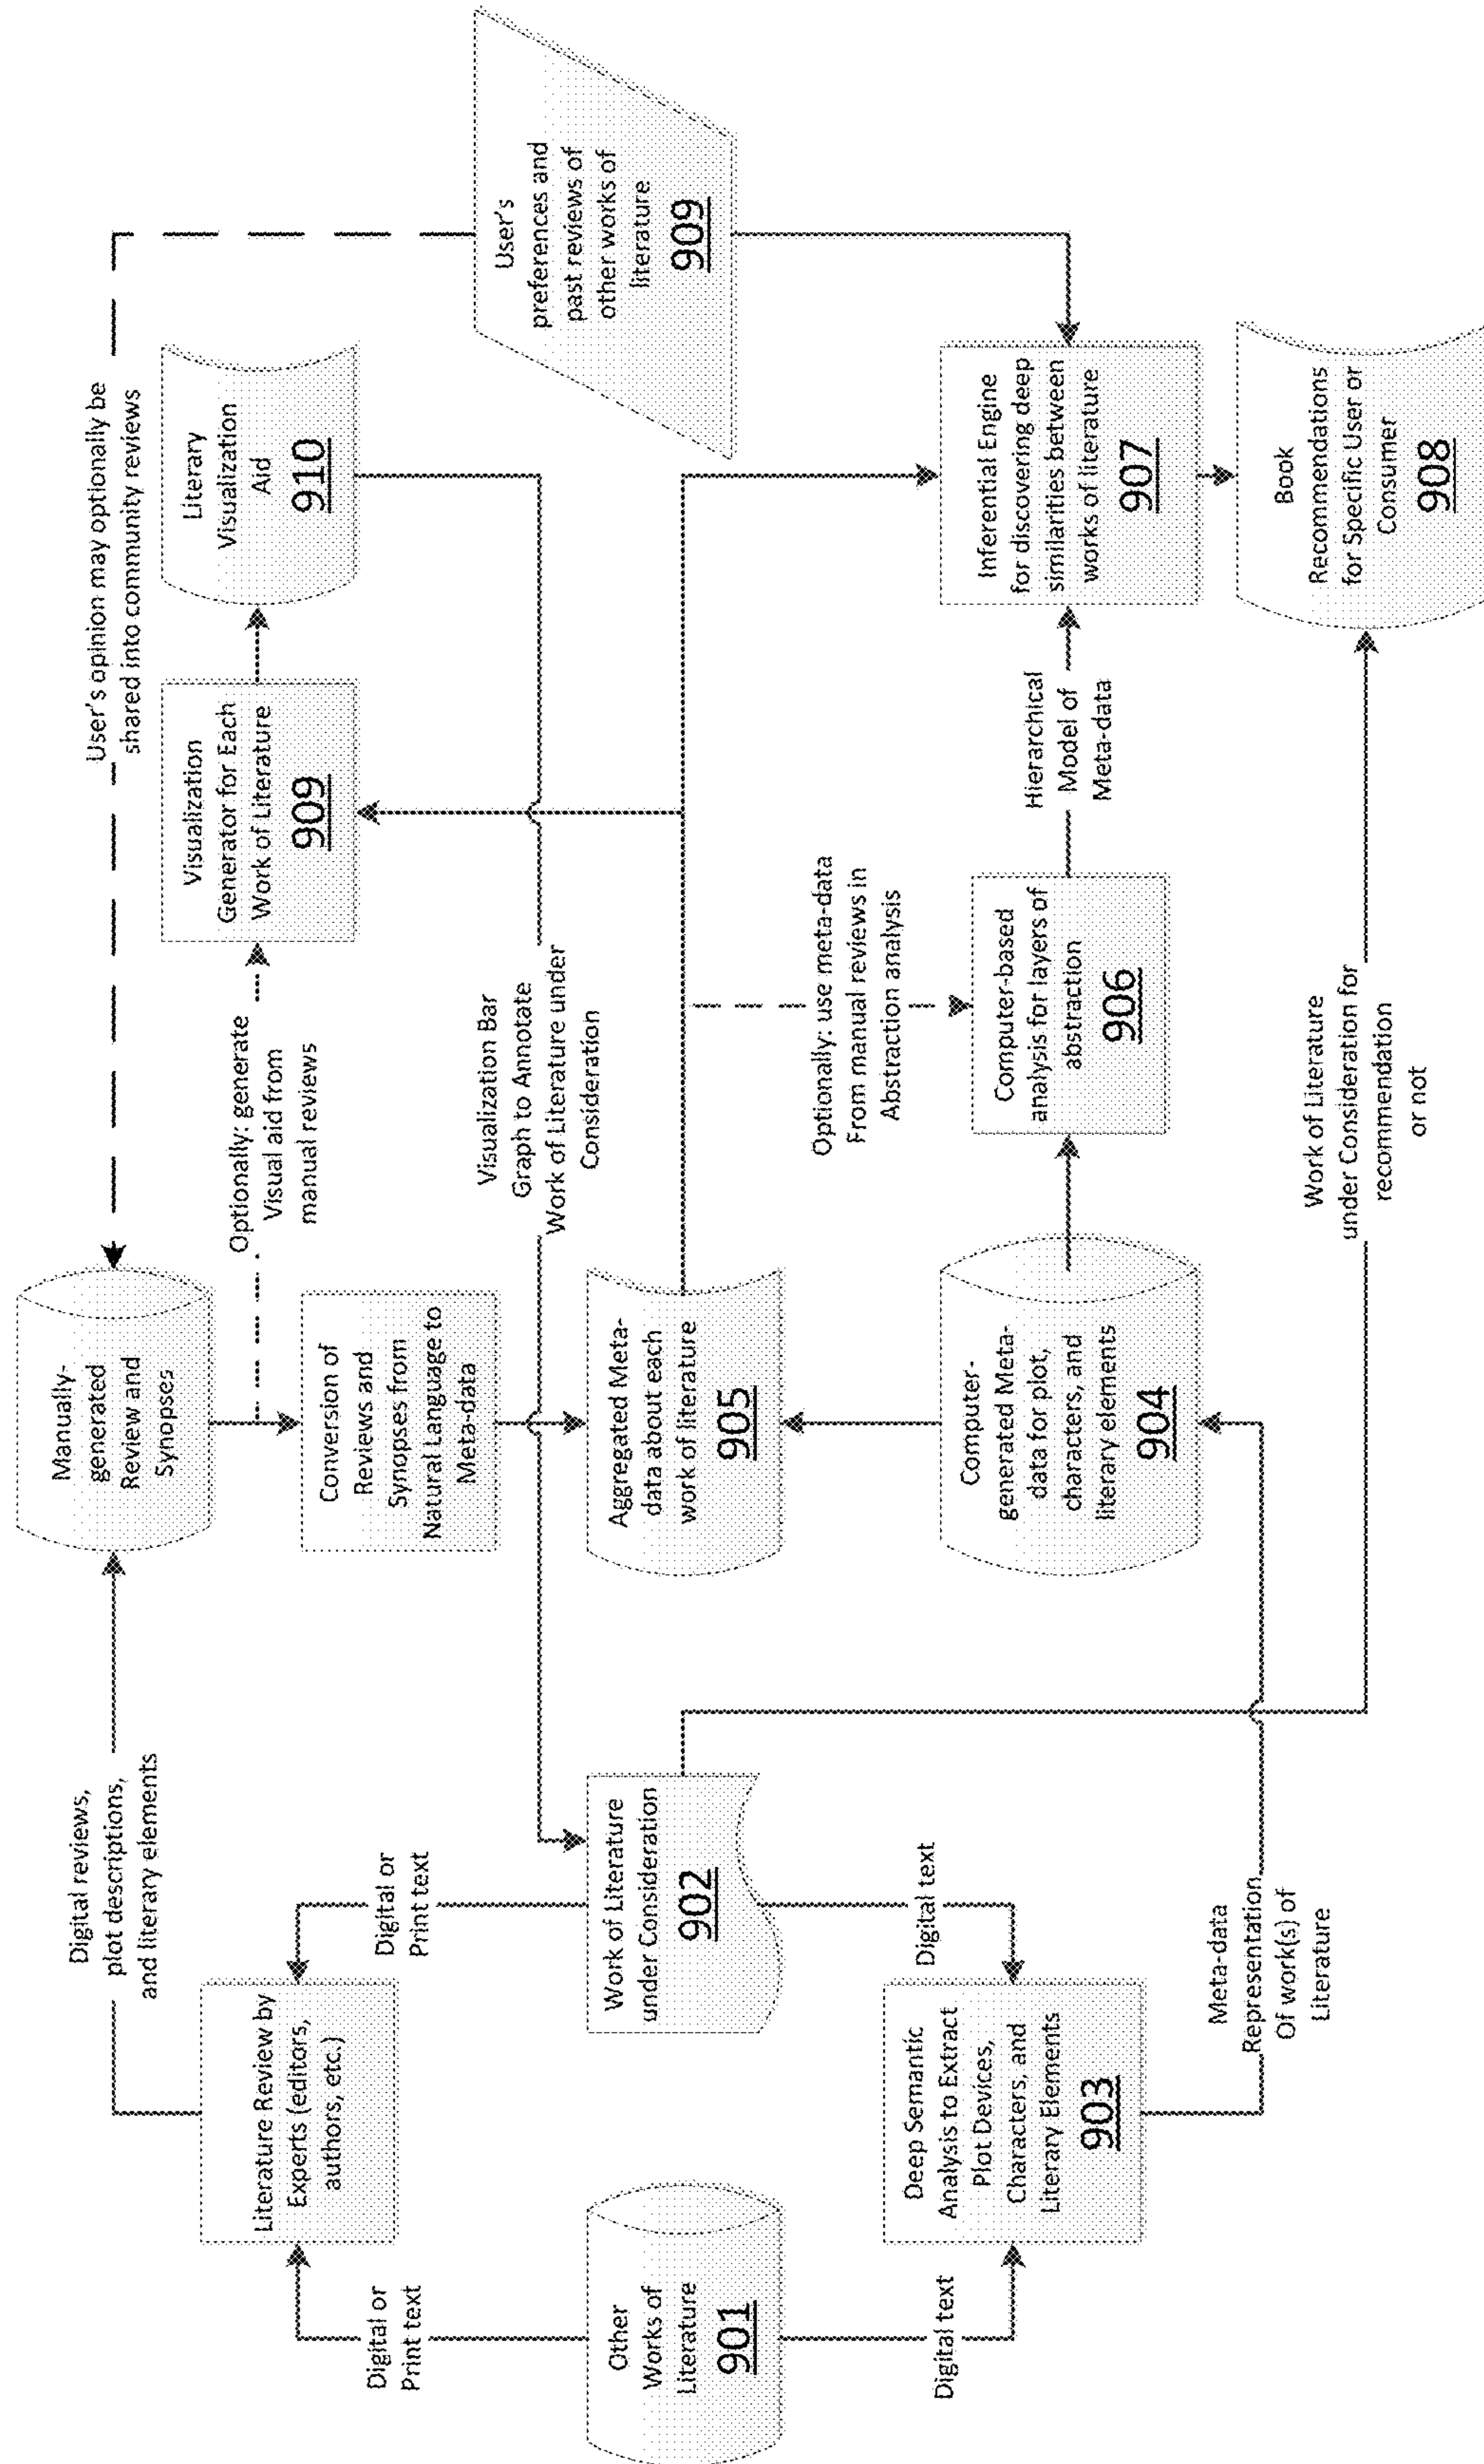 Digital reviews,
plot descriptions,
and literary elements
User's opinion may optionally be
shared into community reviews
Manually-
generated
Review and
Synopses
Literature Review by
Experts (editors,
authors, etc.)
Optionally: generate
Visual aid from
manual reviews
Visualization
Generator for Each
Work of Literature
909
Literary
Visualization
Aid
910
Conversion of
Reviews and
Synopses from
Natural Language to
Meta-data
Digital or
Print text
Digital or
Print text
Visualization Bar
Graph to Annotate
Work of Literature under
Consideration
User's
preferences and
past reviews of
other works of
literature
909
Other
Works of
Literature
901
Work of Literature
under Consideration
902
Aggregated Meta-
data about each
work of literature
905
Optionally: use meta-data
From manual reviews in
Abstraction analysis
Digital text
Digital text
Deep Semantic
Analysis to Extract
Plot Devices,
Characters, and
Literary Elements
903
Computer-
generated Meta-
data for plot,
characters, and
literary elements
904
Computer-based
analysis for layers of
abstraction
906
Hierarchical
Model of
Meta-data
Inferential Engine
for discovering deep
similarities between
works of literature
907
Meta-data
Representation
Of work(s) of
Literature
Work of Literature
under Consideration for
recommendation
or not
Book
Recommendations
for Specific User or
Consumer
908